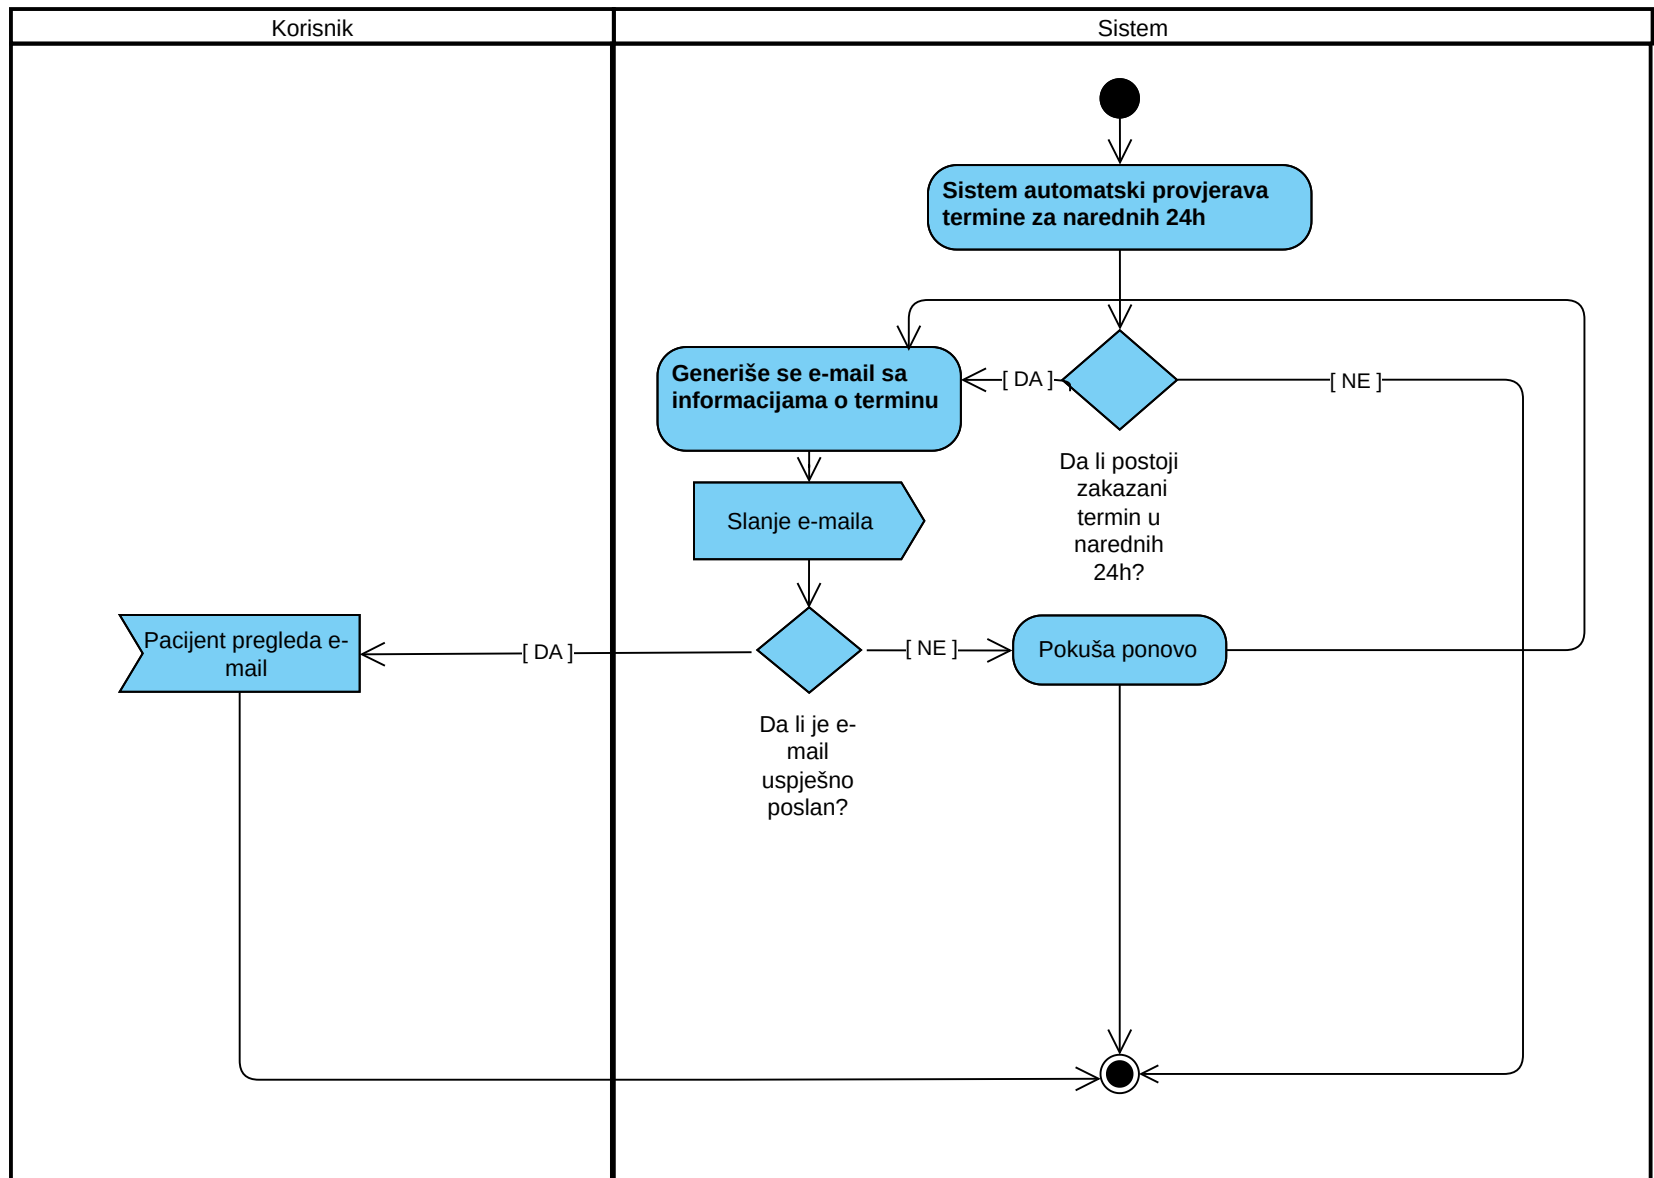 Korisnik
Sistem
Sistem automatski provjerava
termine za narednih 24h
Generiše se e-mail sa
informacijama o terminu
[ DA ]
[ NE ]
Da li postoji
zakazani
termin u
narednih
24h?
Slanje e-maila
Pacijent pregleda e-
mail
[ DA ]
[ NE ]
Pokuša ponovo
Da li je e-
mail
uspješno
poslan?